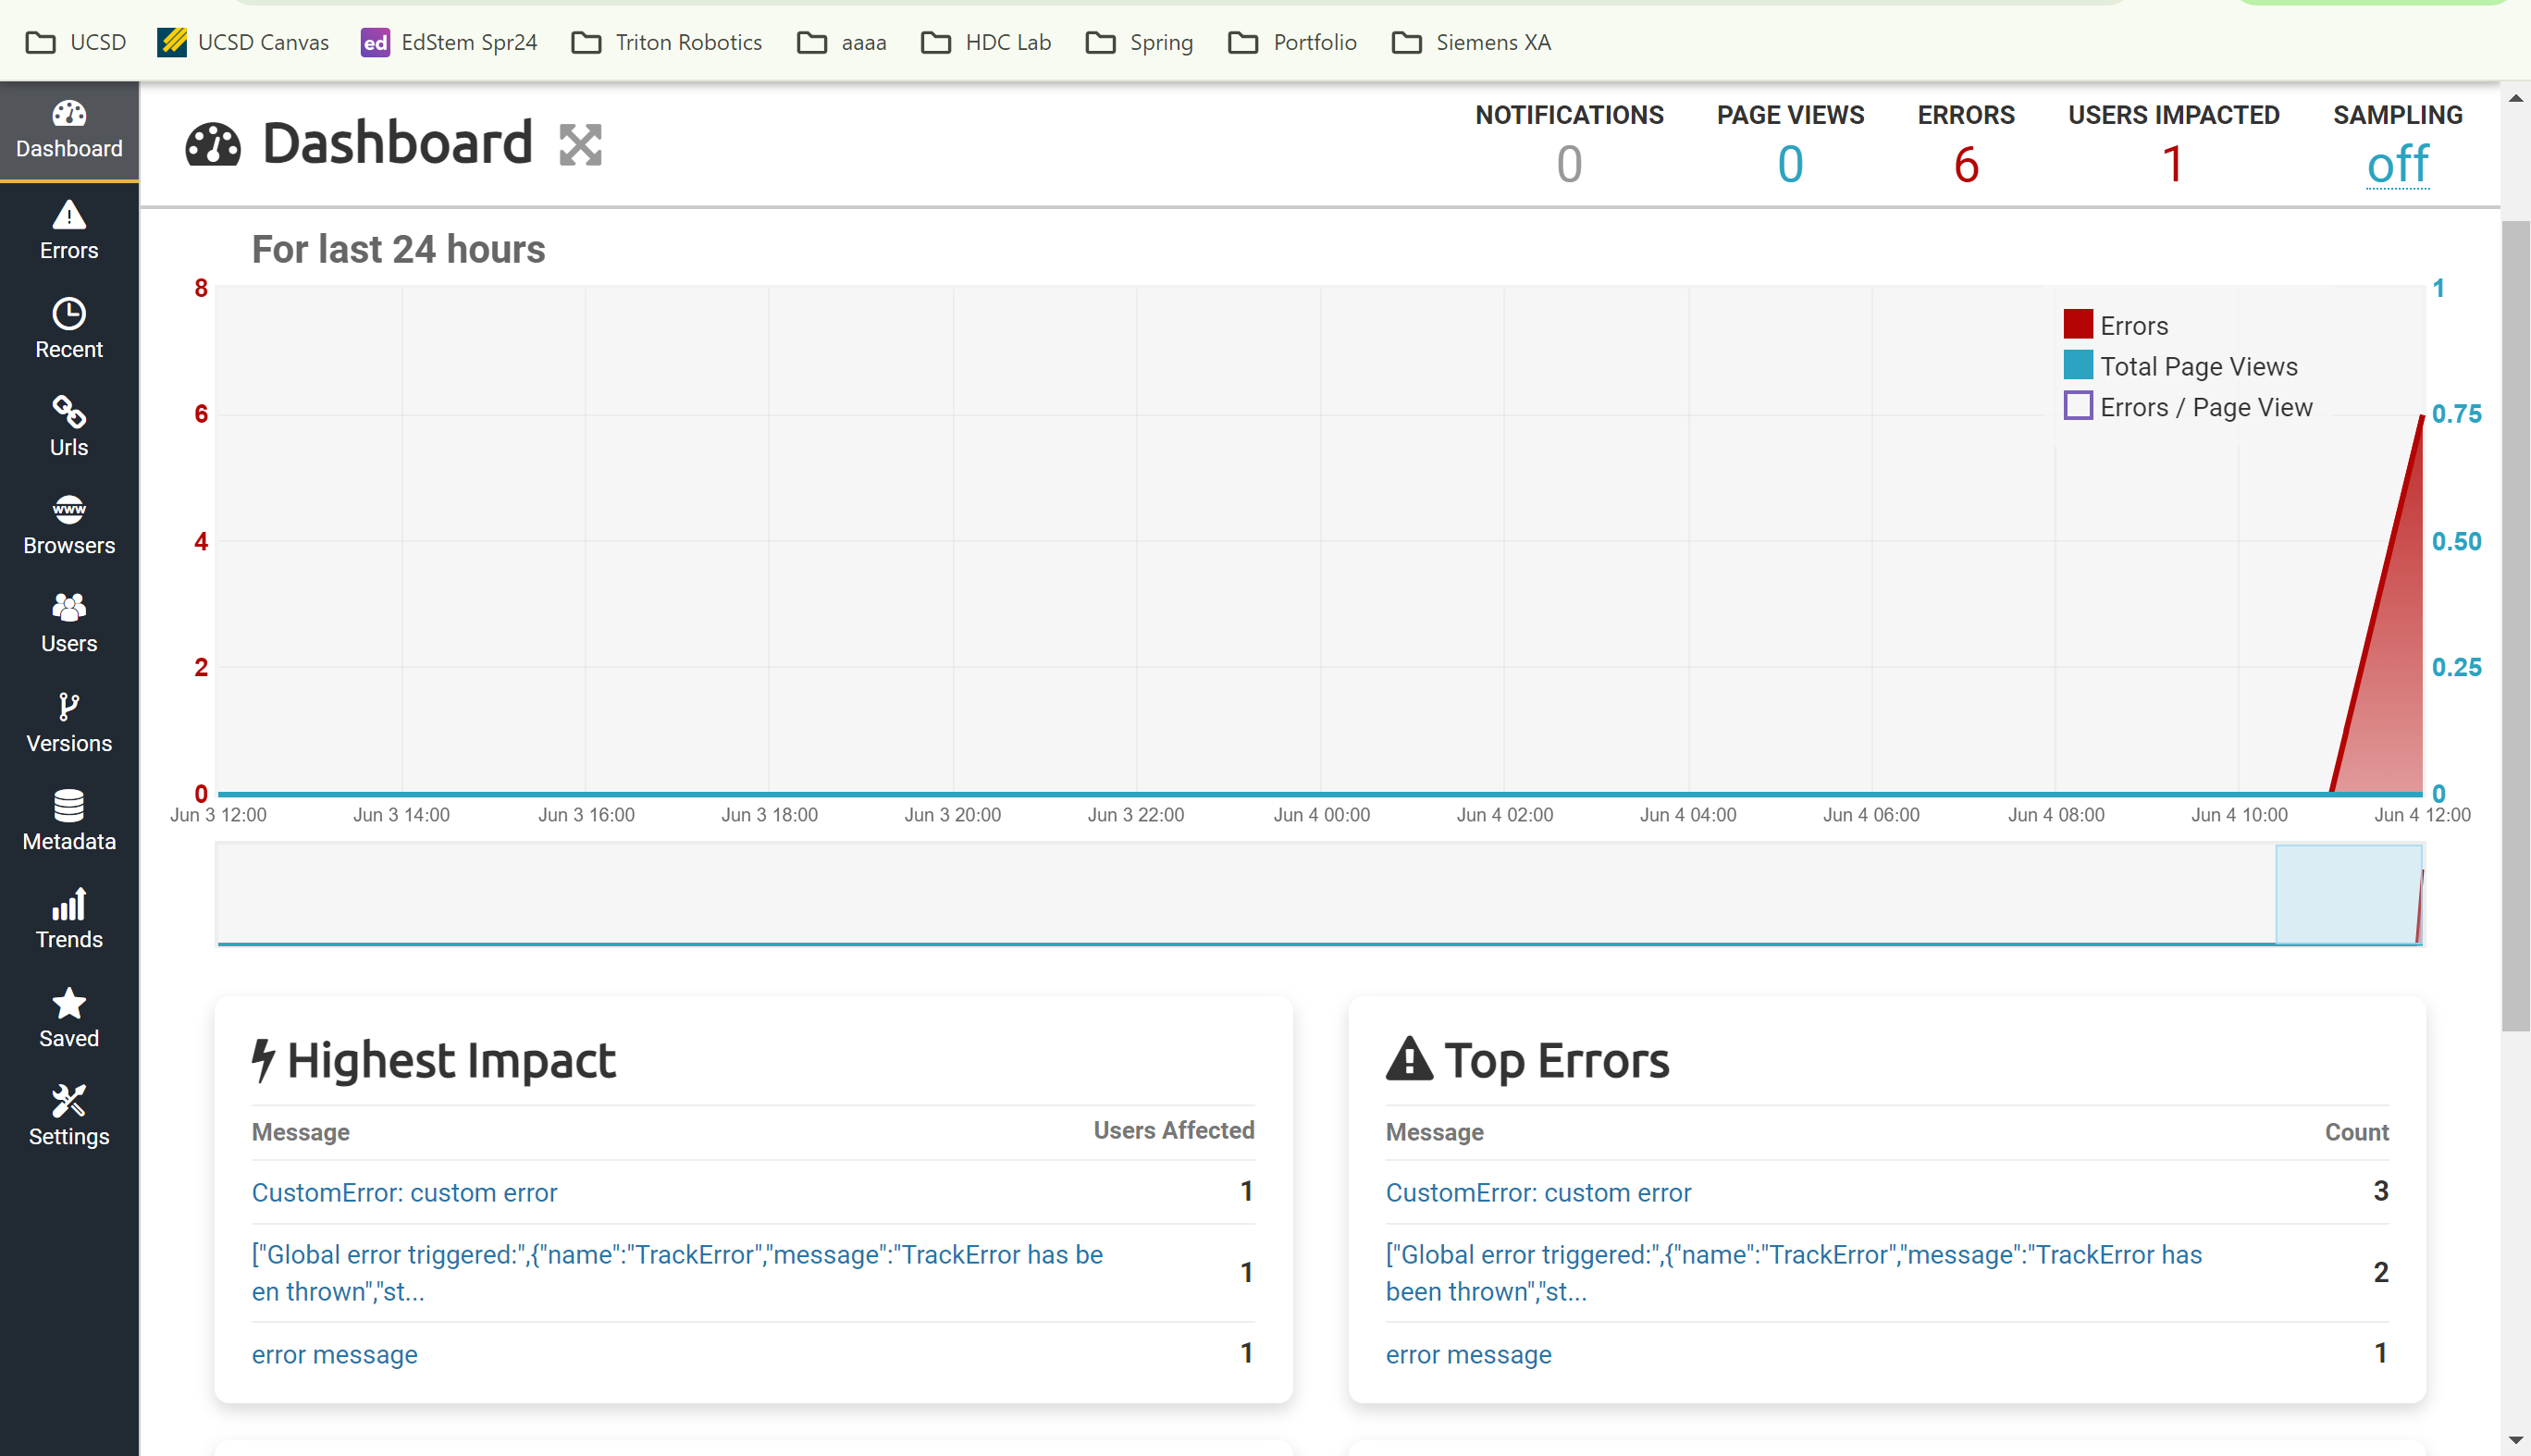 UCSD
UCSD Canvas
ed EdStem Spr24
Triton Robotics
aaaa
HDC Lab
Spring
Portfolio
Siemens XA
Dashboard
Errors
Recent
Urls
www
Browsers
Users
Versions
Metadata
Trends
Saved
Settings
Dashboard
NOTIFICATIONS
0
PAGE VIEWS
0
ERRORS
6
USERS IMPACTED
1
SAMPLING
off
For last 24 hours
8
6
4
2
0
1
0.75
0.50
0.25
0
Errors
Total Page Views
Errors / Page View
Jun 3 12:00
Jun 3 14:00
Jun 3 16:00
Jun 3 18:00
Jun 3 20:00
Jun 3 22:00
Jun 4 00:00
Jun 4 02:00
Jun 4 04:00
Jun 4 06:00
Jun 4 08:00
Jun 4 10:00
Jun 4 12:00
Highest Impact
Message Users Affected
CustomError: custom error 1
["Global error triggered:",{"name":"TrackError","message":"TrackError has be
en thrown","st... 1
error message 1
Top Errors
Message Count
CustomError: custom error 3
["Global error triggered:",{"name":"TrackError","message":"TrackError has
been thrown","st... 2
error message 1